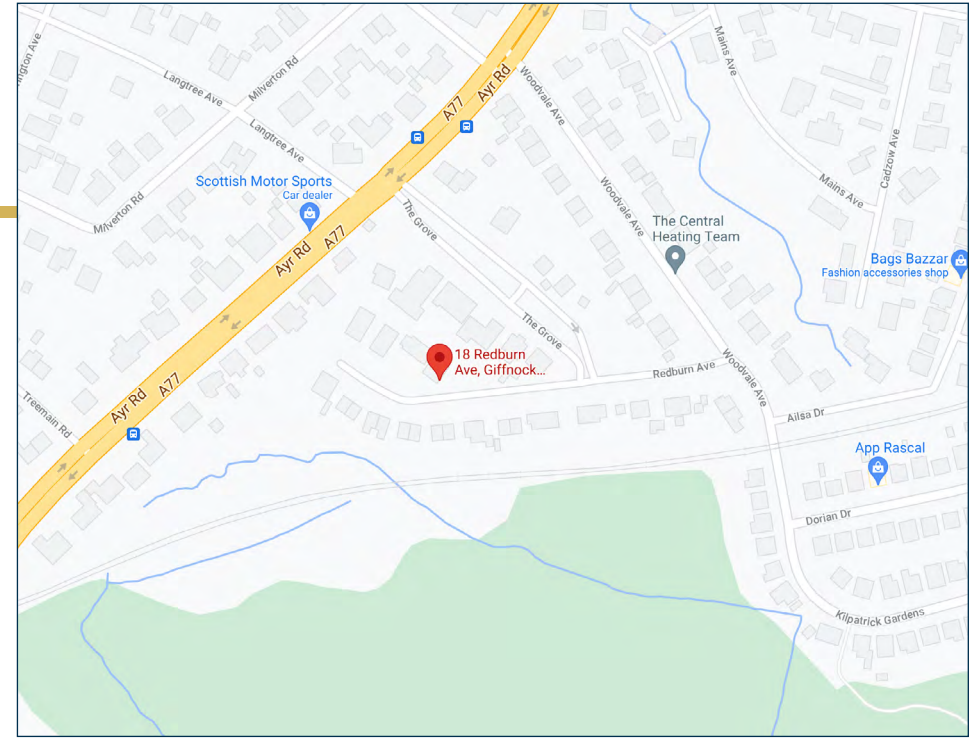 ngton Ave
Langtree Ave
Milverton Rd
Langtree Ave
Milverton Rd
A77
Ayr Rd
Woodvale Ave
Mains Ave
Cadzow Ave
Mains Ave
Scottish Motor Sports
Car dealer
The Grove
Woodvale Ave
The Central
Heating Team
Ayr Rd
A77
Bags Bazzar
Fashion accessories shop
The Grove
18 Redburn
Ave, Giffnock...
Redburn Ave
Woodvale Ave
Treemain Rd
Ayr Rd
A77
Ailsa Dr
App Rascal
Dorian Dr
Kilpatrick Gardens